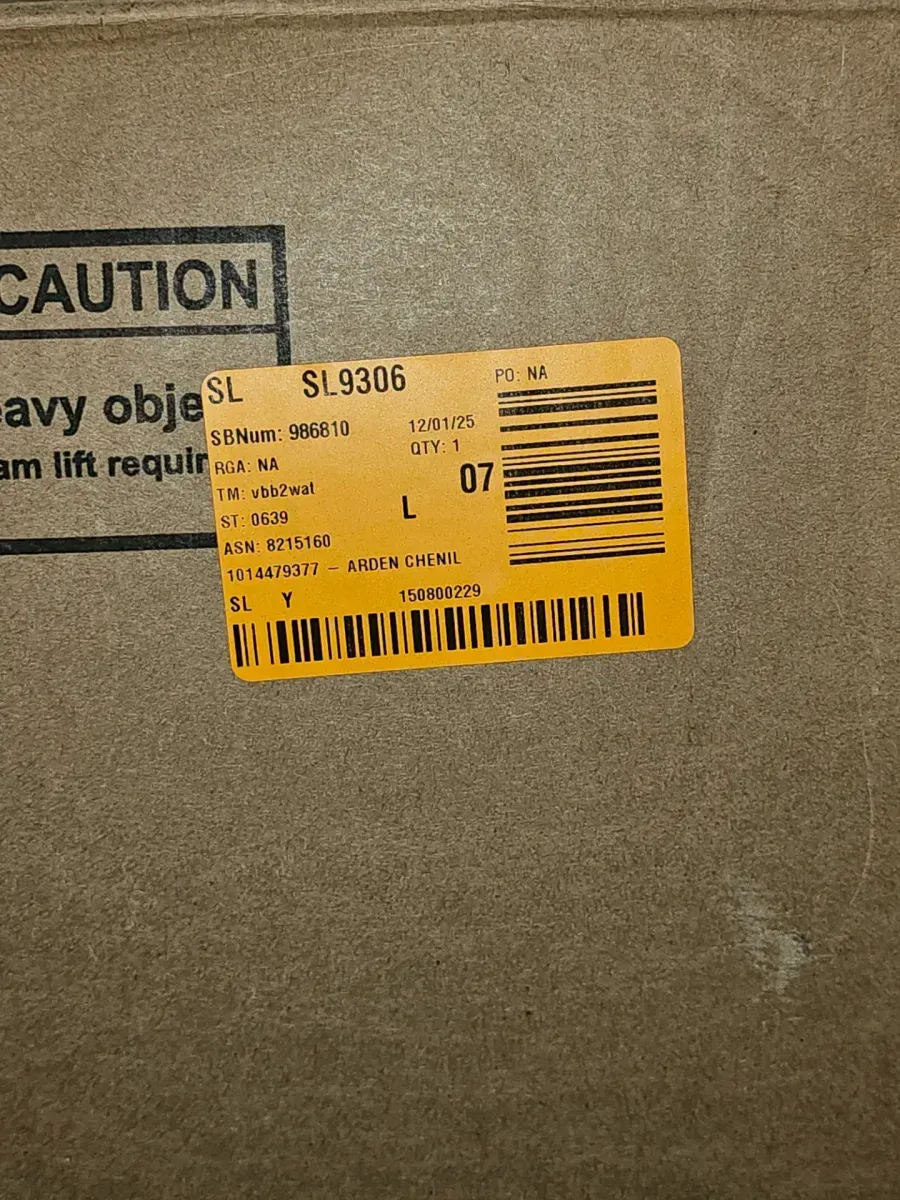 CAUTION
eavy obje
am lift requir
SL SL9306 PO: NA
SBNum: 986810 12/01/25
RGA: NA QTY: 1
TM: vbb2wat L 07
ST: 0639
ASN: 8215160
1014479377 - ARDEN CHENIL
SL Y 150800229